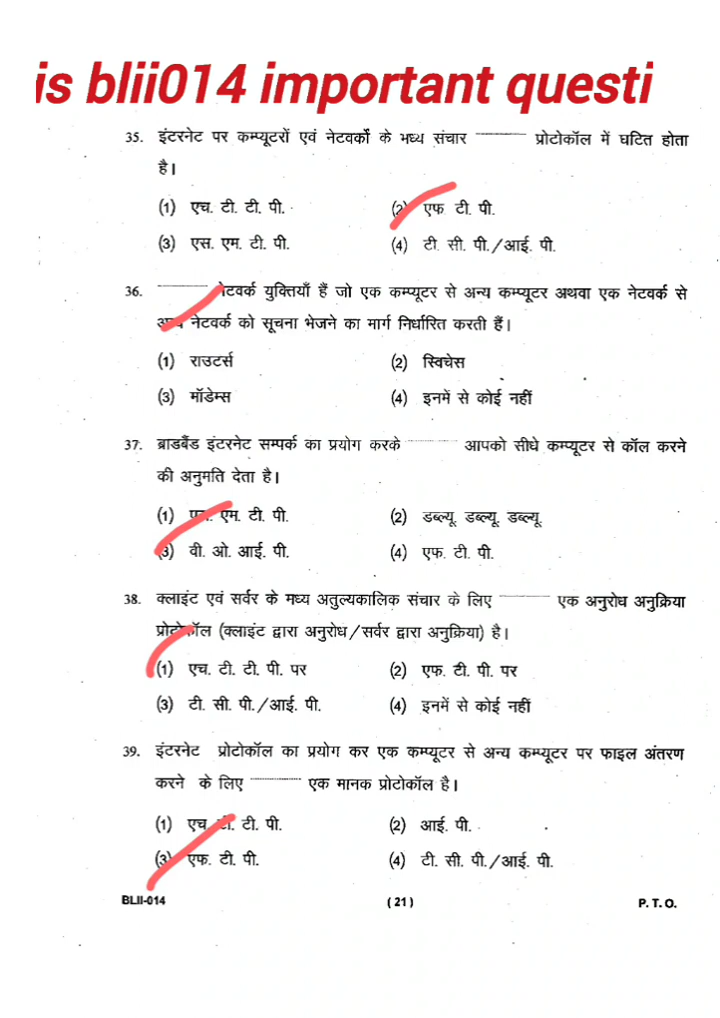 is blii014 important questi
35. इंटरनेट पर कम्प्यूटरों एवं नेटवर्कों के मध्य संचार ———— प्रोटोकॉल में घटित होता
है।
(1) एच. टी. टी. पी. (2) एफ टी. पी.
(3) एस. एम. टी. पी. (4) टी. सी. पी./आई. पी.
36. ———— नेटवर्क युक्तियाँ हैं जो एक कम्प्यूटर से अन्य कम्प्यूटर अथवा एक नेटवर्क से
अन्य नेटवर्क को सूचना भेजने का मार्ग निर्धारित करती हैं।
(1) राउटर्स (2) स्विचेस
(3) मॉडेम्स (4) इनमें से कोई नहीं
37. ब्राडबैंड इंटरनेट सम्पर्क का प्रयोग करके ———— आपको सीधे कम्प्यूटर से कॉल करने
की अनुमति देता है।
(1) एस. एम. टी. पी. (2) डब्ल्यू. डब्ल्यू. डब्ल्यू.
(3) वी. ओ. आई. पी. (4) एफ. टी. पी.
38. क्लाइंट एवं सर्वर के मध्य अतुल्यकालिक संचार के लिए ———— एक अनुरोध अनुक्रिया
प्रोटोकॉल (क्लाइंट द्वारा अनुरोध/सर्वर द्वारा अनुक्रिया) है।
(1) एच. टी. टी. पी. पर (2) एफ. टी. पी. पर
(3) टी. सी. पी./आई. पी. (4) इनमें से कोई नहीं
39. इंटरनेट प्रोटोकॉल का प्रयोग कर एक कम्प्यूटर से अन्य कम्प्यूटर पर फाइल अंतरण
करने के लिए ———— एक मानक प्रोटोकॉल है।
(1) एच. टी. टी. पी. (2) आई. पी.
(3) एफ. टी. पी. (4) टी. सी. पी./आई. पी.
BLII-014 (21) P. T. O.